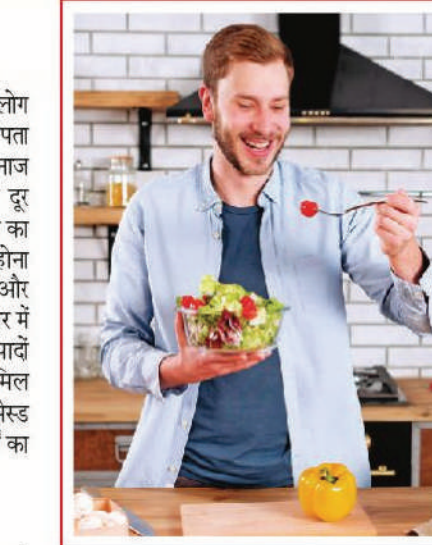 लोग
पता
नाज
दूर
का
होना
और
र में
पादों
मिल
सेस्ड
का